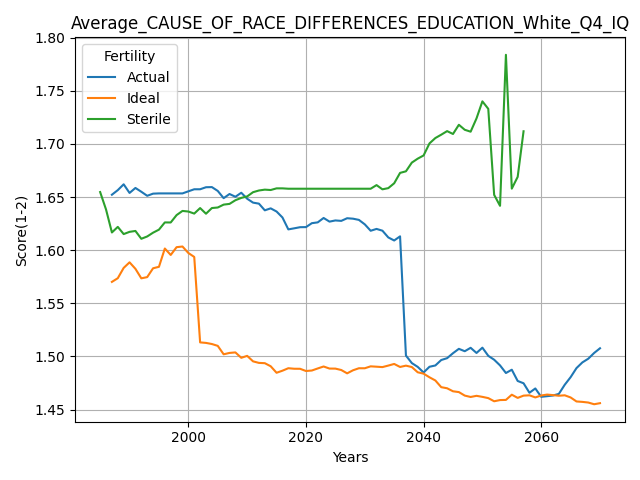 Average_CAUSE_OF_RACE_DIFFERENCES_EDUCATION_White_Q4_IQ
Fertility
Actual
Ideal
Sterile
Score(1-2)
1.80
1.75
1.70
1.65
1.60
1.55
1.50
1.45
2000
2020
2040
2060
Years